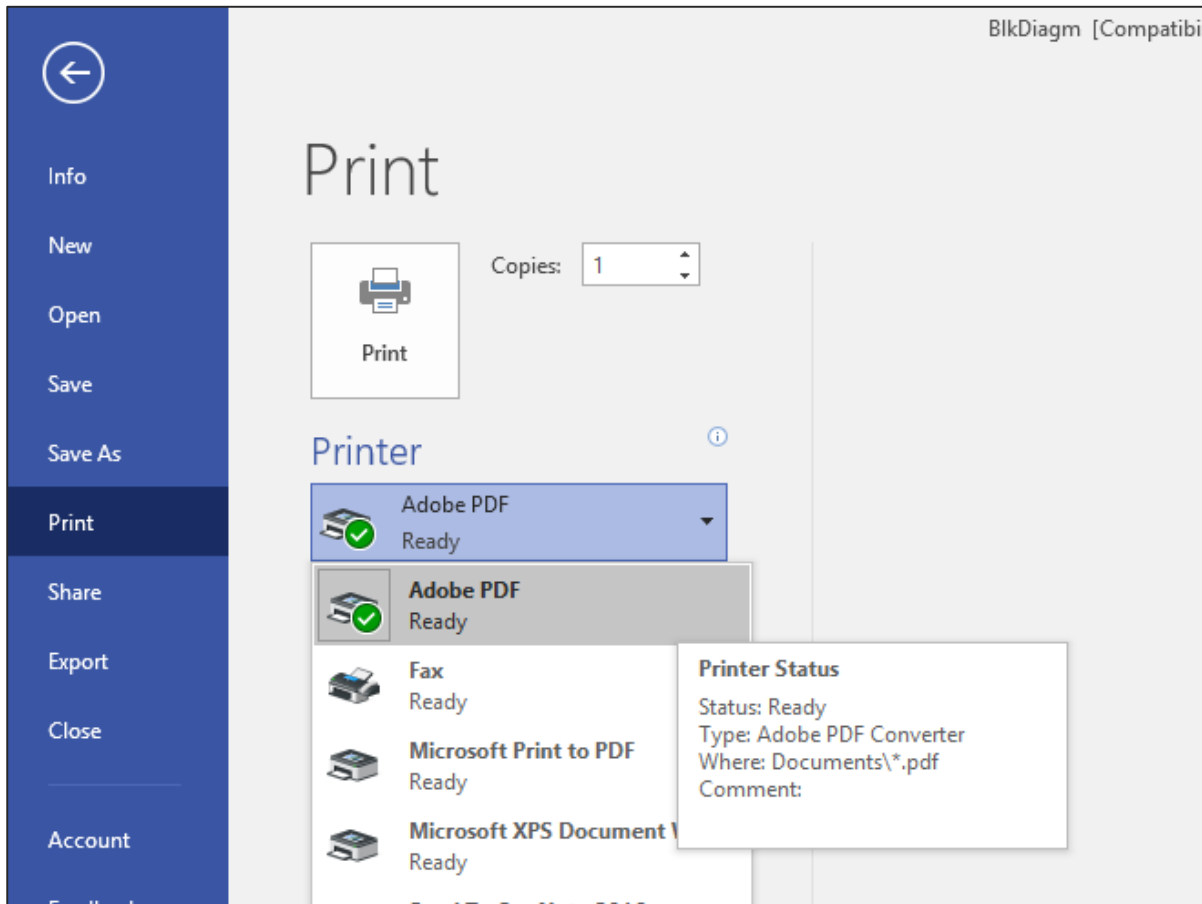 BlkDiagm [Compatibi
Info
New
Open
Save
Save As
Print
Share
Export
Close
Account
Print
Print
Copies: 1
Printer
Adobe PDF
Ready
Adobe PDF
Ready
Fax
Ready
Microsoft Print to PDF
Ready
Microsoft XPS Document
Ready
Printer Status
Status: Ready
Type: Adobe PDF Converter
Where: Documents\*.pdf
Comment: